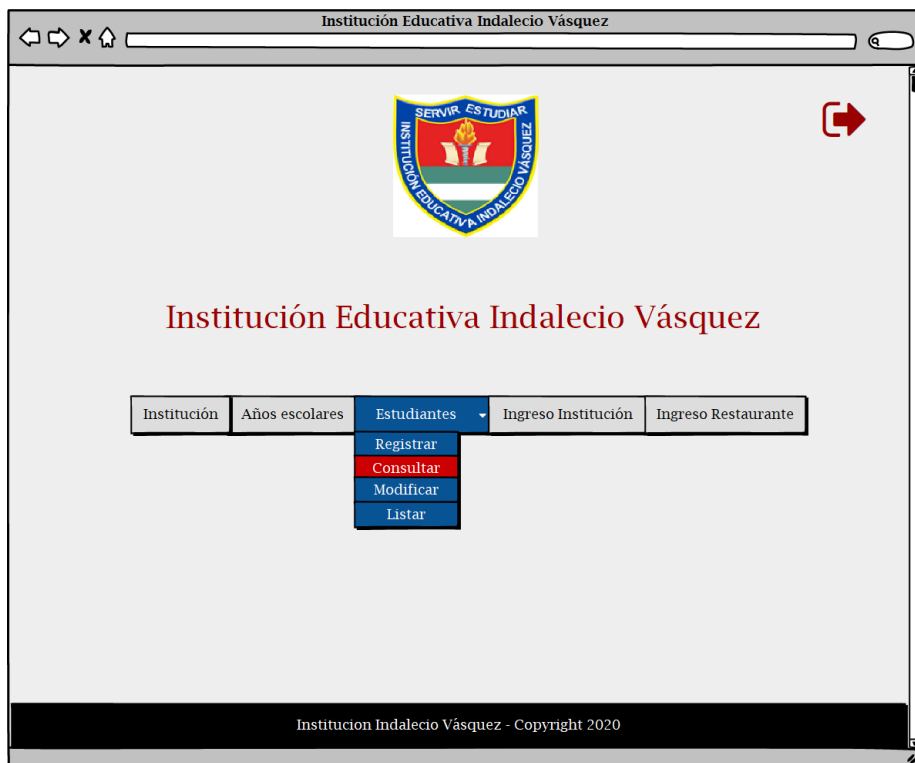 Institución Educativa Indalecio Vásquez
SERVIR ESTUDIAR
INSTITUCIÓN EDUCATIVA INDALECIO VÁSQUEZ
Institución Educativa Indalecio Vásquez
Institución Años escolares Estudiantes Ingreso Institución Ingreso Restaurante
Registrar
Consultar
Modificar
Listar
Institucion Indalecio Vásquez - Copyright 2020